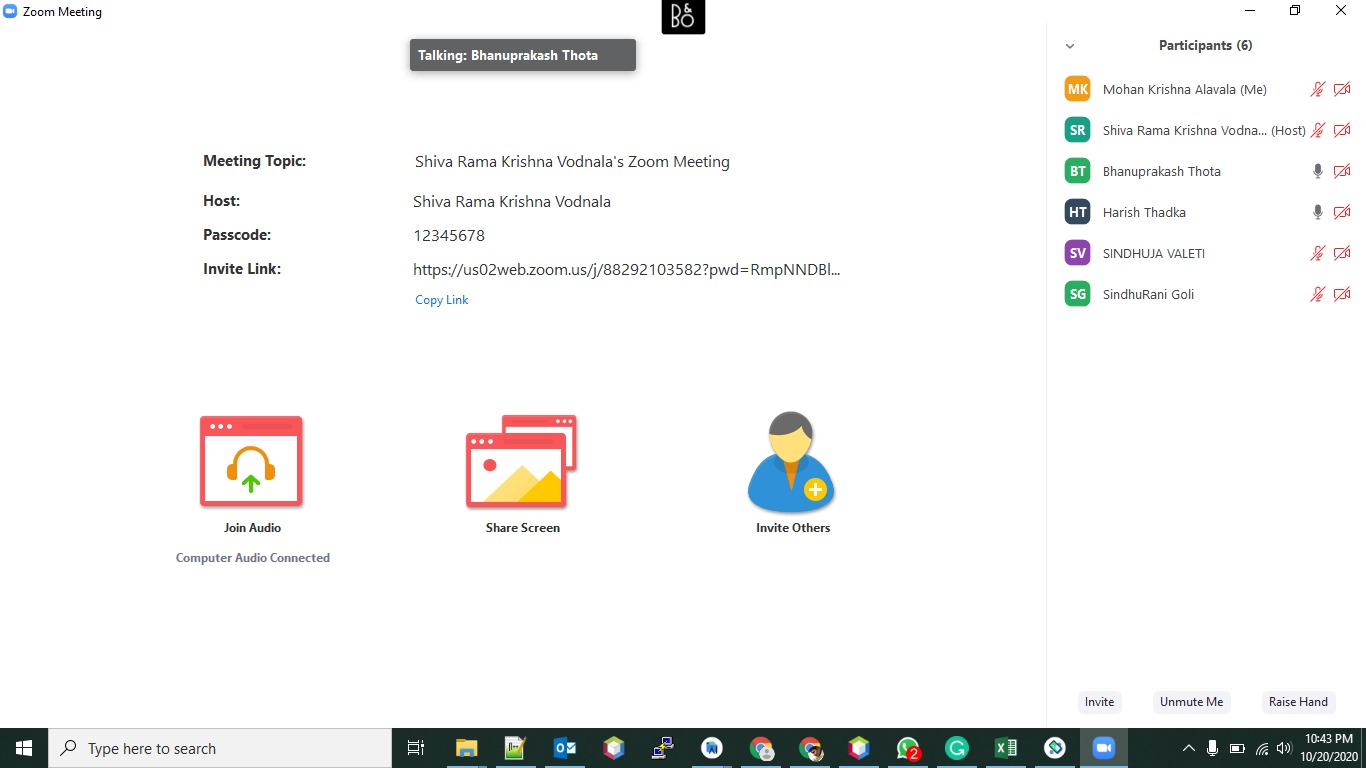 Zoom Meeting
B&O
Talking: Bhanuprakash Thota
Meeting Topic: Shiva Rama Krishna Vodnala's Zoom Meeting
Host: Shiva Rama Krishna Vodnala
Passcode: 12345678
Invite Link: https://us02web.zoom.us/j/88292103582?pwd=RmpNNDBl...
Copy Link
Join Audio
Computer Audio Connected
Share Screen
Invite Others
Participants (6)
MK Mohan Krishna Alavala (Me)
SR Shiva Rama Krishna Vodna... (Host)
BT Bhanuprakash Thota
HT Harish Thadka
SV SINDHUJA VALETI
SG SindhuRani Goli
Invite Unmute Me Raise Hand
Type here to search
2
10:43 PM
10/20/2020